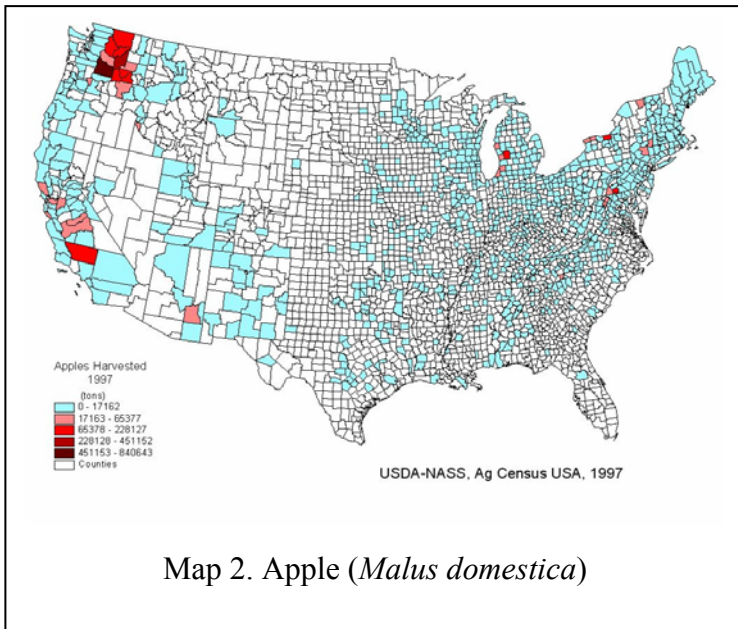 Apples Harvested
1997
(tons)
0 - 17162
17163 - 65377
65378 - 228127
228128 - 451152
451153 - 840643
Counties
USDA-NASS, Ag Census USA, 1997
Map 2. Apple (Malus domestica)